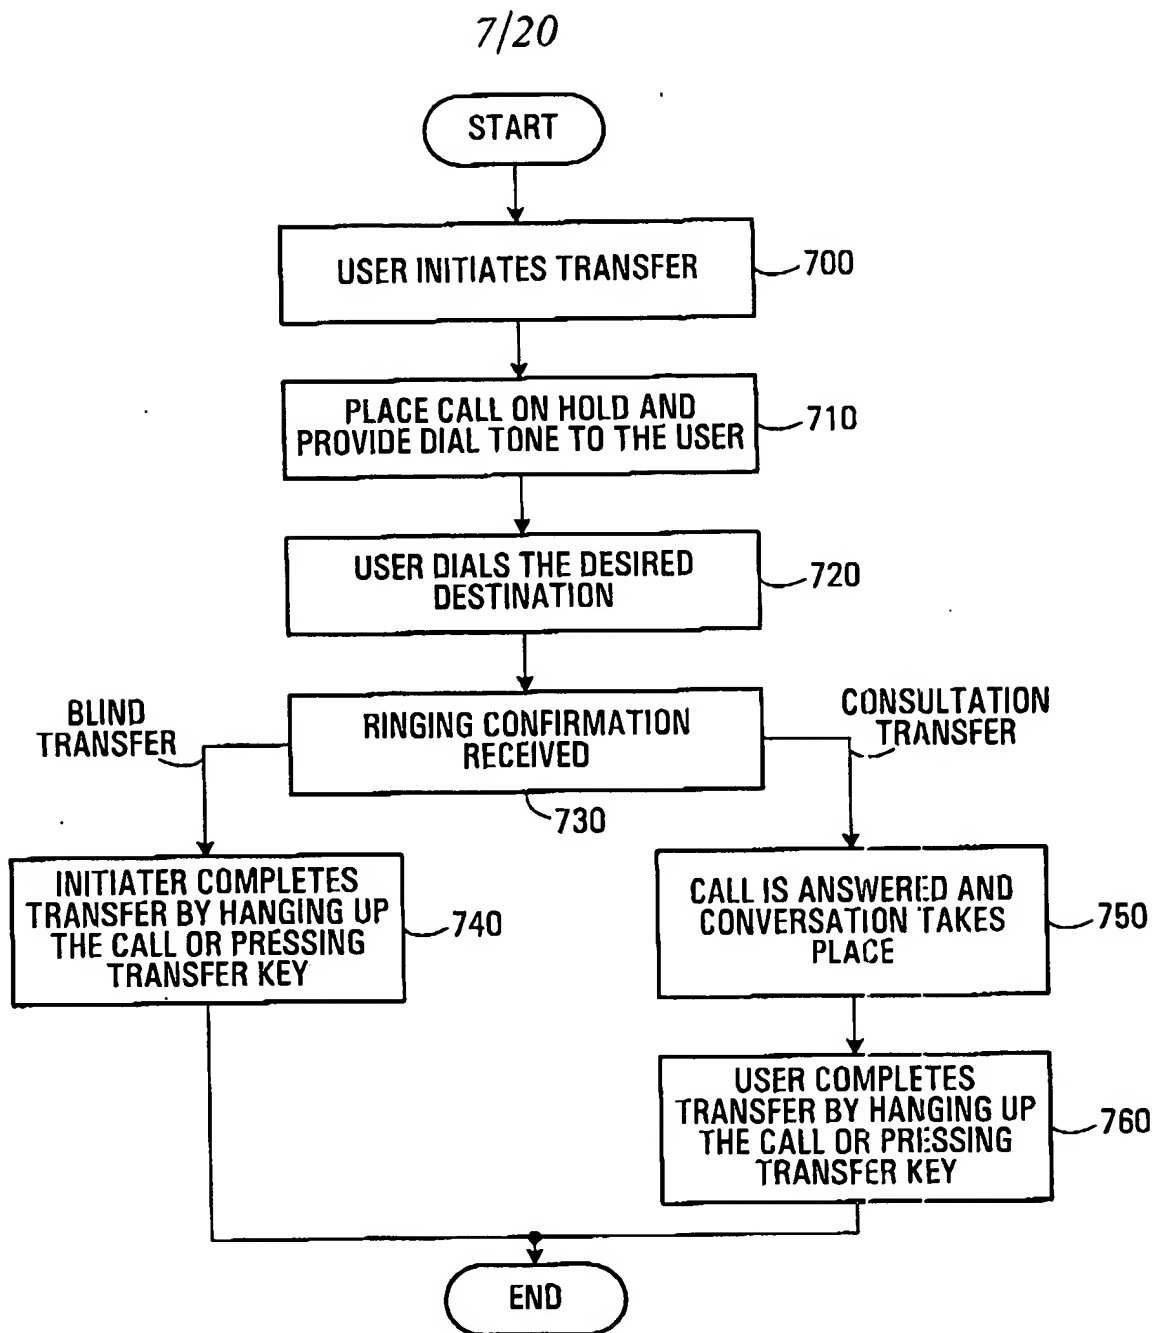 7/20
START
USER INITIATES TRANSFER
700
PLACE CALL ON HOLD AND
PROVIDE DIAL TONE TO THE USER
710
USER DIALS THE DESIRED
DESTINATION
720
BLIND
TRANSFER
RINGING CONFIRMATION
RECEIVED
730
CONSULTATION
TRANSFER
INITIATER COMPLETES
TRANSFER BY HANGING UP
THE CALL OR PRESSING
TRANSFER KEY
740
CALL IS ANSWERED AND
CONVERSATION TAKES
PLACE
750
USER COMPLETES
TRANSFER BY HANGING UP
THE CALL OR PRESSING
TRANSFER KEY
760
END